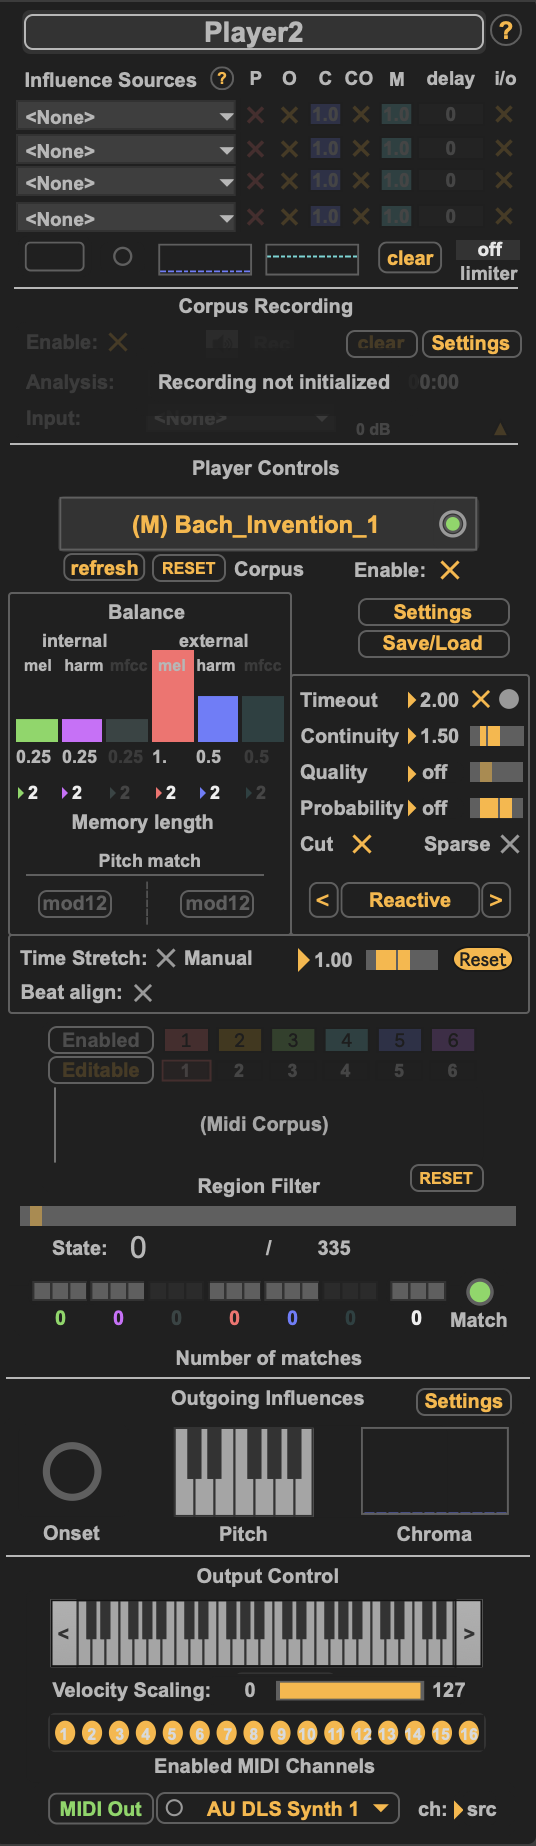 Player2 ?
Influence Sources ? P O C CO M delay i/o
<None> 1.0 1.0 0
<None> 1.0 1.0 0
<None> 1.0 1.0 0
<None> 1.0 1.0 0
clear off
limiter
Corpus Recording
Enable: Rec clear Settings
Analysis: Recording not initialized 00:00
Input: <None> 0 dB
Player Controls
(M) Bach_Invention_1
refresh RESET Corpus Enable:
Balance Settings
internal external Save/Load
mel harm mfcc mel harm mfcc
Timeout 2.00
Continuity 1.50
0.25 0.25 0.25 1. 0.5 0.5
Quality off
2 2 2 2 2 2
Probability off
Memory length
Cut Sparse
Pitch match
mod12 mod12 < Reactive >
Time Stretch: Manual 1.00 Reset
Beat align:
Enabled 1 2 3 4 5 6
Editable 1 2 3 4 5 6
(Midi Corpus)
Region Filter RESET
State: 0 / 335
0 0 0 0 0 0 0 Match
Number of matches
Outgoing Influences Settings
Onset Pitch Chroma
Output Control
< >
Velocity Scaling: 0 127
1 2 3 4 5 6 7 8 9 10 11 12 13 14 15 16
Enabled MIDI Channels
MIDI Out AU DLS Synth 1 ch: src